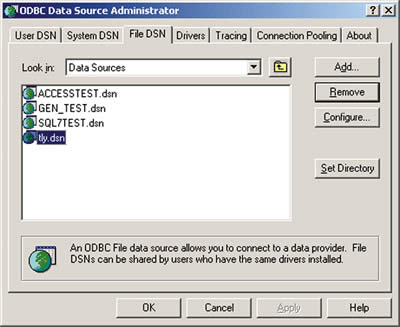 ODBC Data Source Administrator
User DSN System DSN File DSN Drivers Tracing Connection Pooling About
Look in: Data Sources
Add...
ACCESSTEST.dsn
Remove
GEN_TEST.dsn
SQL7TEST.dsn
Configure...
tly.dsn
Set Directory
An ODBC File data source allows you to connect to a data provider. File
DSNs can be shared by users who have the same drivers installed.
OK Cancel Apply Help